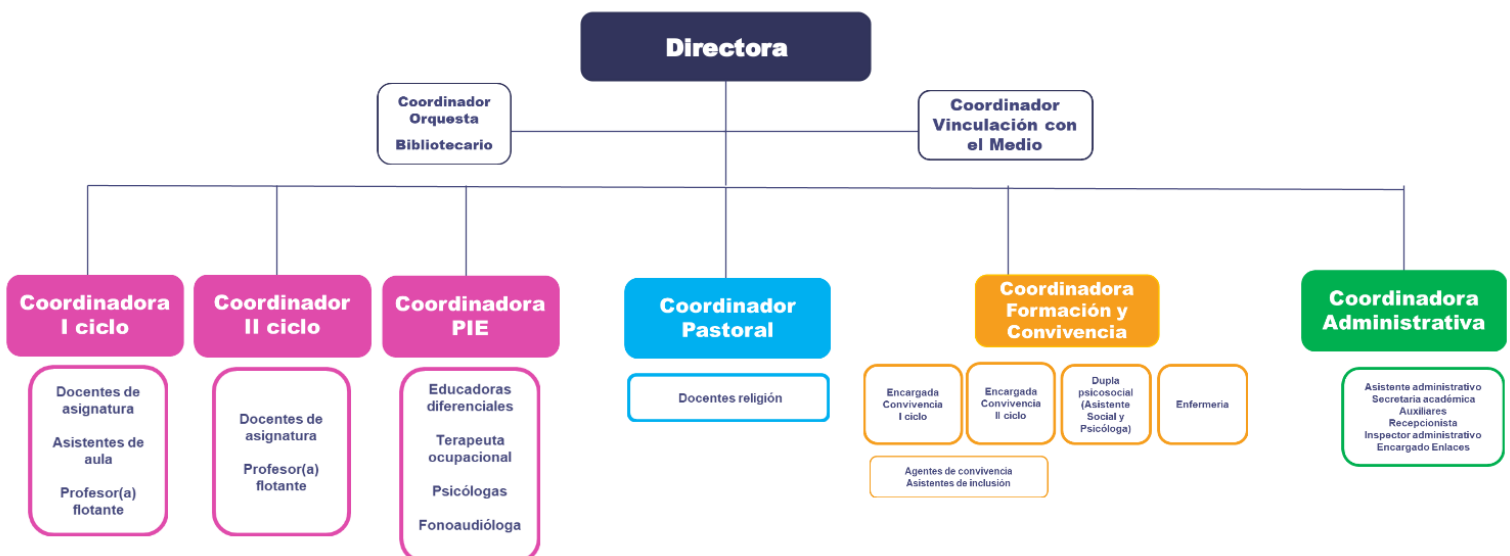 Directora
Coordinador
Orquesta
Bibliotecario
Coordinador
Vinculación con
el Medio
Coordinadora
I ciclo
Coordinador
II ciclo
Coordinadora
PIE
Coordinador
Pastoral
Coordinadora
Formación y
Convivencia
Coordinadora
Administrativa
Docentes de
asignatura
Asistentes de
aula
Profesor(a)
flotante
Docentes de
asignatura
Profesor(a)
flotante
Educadoras
diferenciales
Terapeuta
ocupacional
Psicólogas
Fonoaudióloga
Docentes religión
Encargada
Convivencia
I ciclo
Encargada
Convivencia
II ciclo
Dupla
psicosocial
(Asistente
Social y
Psicóloga)
Enfermeria
Agentes de convivencia
Asistentes de inclusión
Asistente administrativo
Secretaria académica
Auxiliares
Recepcionista
Inspector administrativo
Encargado Enlaces